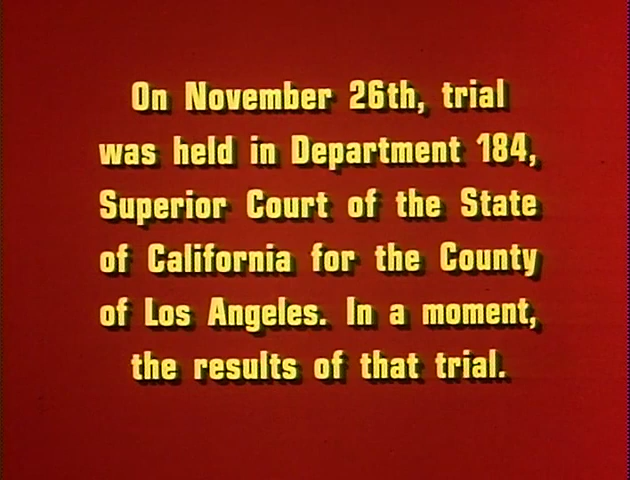 On November 26th, trial
was held in Department 184,
Superior Court of the State
of California for the County
of Los Angeles. In a moment,
the results of that trial.